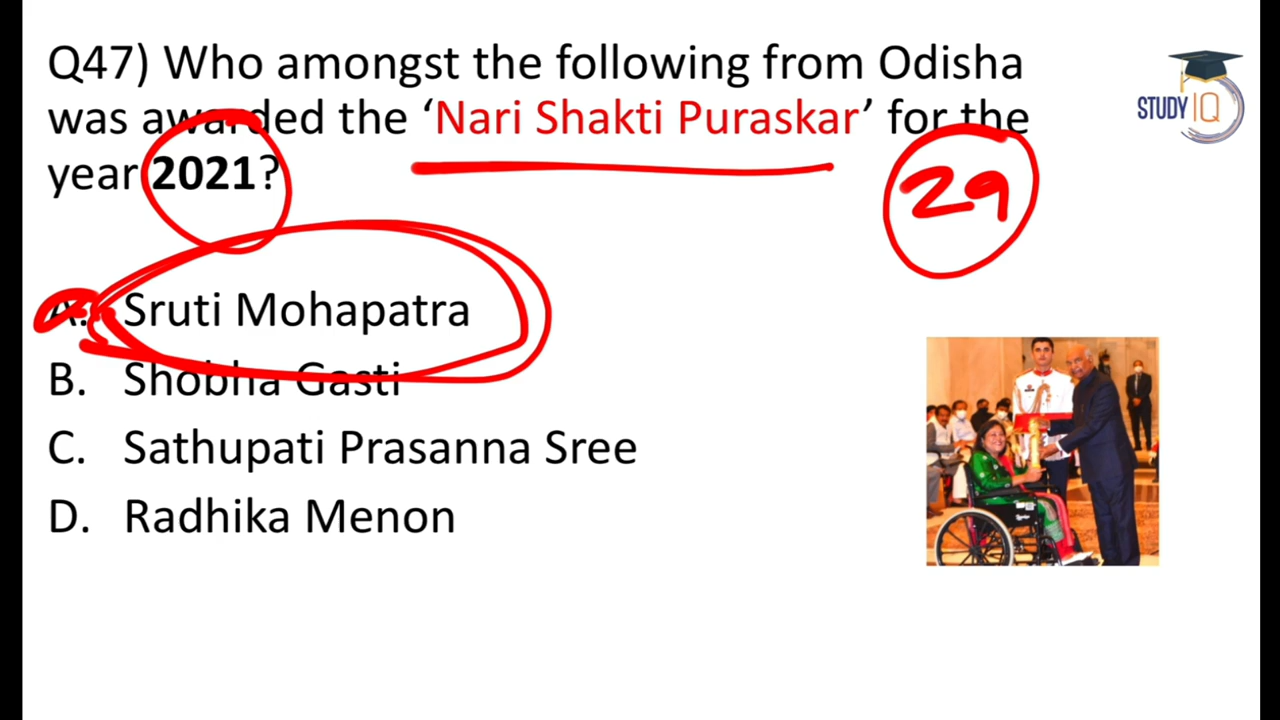 Q47) Who amongst the following from Odisha
was awarded the ‘Nari Shakti Puraskar’ for the
year 2021?
STUDY IQ
29
A. Sruti Mohapatra
B. Shobha Gasti
C. Sathupati Prasanna Sree
D. Radhika Menon